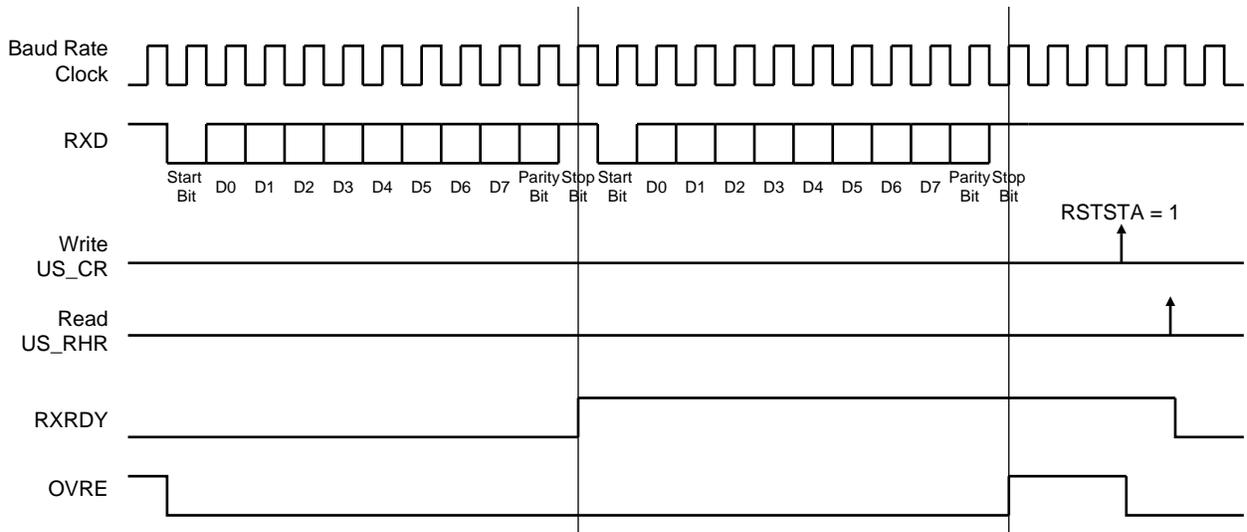 Baud Rate
Clock
RXD
Start
Bit
D0
D1
D2
D3
D4
D5
D6
D7
Parity
Bit
Stop
Bit
Start
Bit
D0
D1
D2
D3
D4
D5
D6
D7
Parity
Bit
Stop
Bit
RSTSTA = 1
Write
US_CR
Read
US_RHR
RXRDY
OVRE